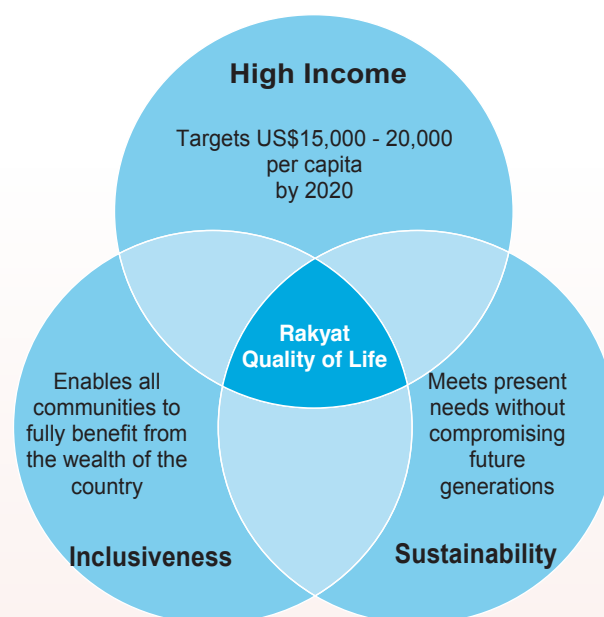 High Income
Targets US$15,000 - 20,000
per capita
by 2020
Rakyat
Quality of Life
Enables all
communities to
fully benefit from
the wealth of the
country
Inclusiveness
Meets present
needs without
compromising
future
generations
Sustainability